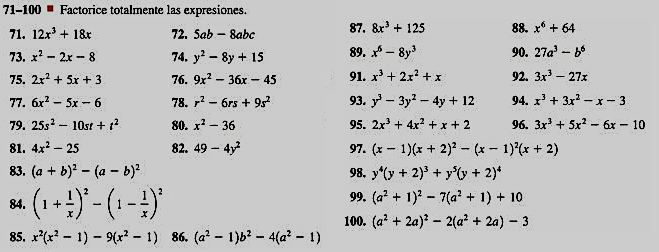 71–100 ■ Factorice totalmente las expresiones.
71. 12x³ + 18x 72. 5ab − 8abc
73. x² − 2x − 8 74. y² − 8y + 15
75. 2x² + 5x + 3 76. 9x² − 36x − 45
77. 6x² − 5x − 6 78. r² − 6rs + 9s²
79. 25s² − 10st + t² 80. x² − 36
81. 4x² − 25 82. 49 − 4y²
83. (a + b)² − (a − b)²
84. (1 + 1/x)² − (1 − 1/x)²
85. x²(x² − 1) − 9(x² − 1) 86. (a² − 1)b² − 4(a² − 1)
87. 8x³ + 125 88. x⁶ + 64
89. x⁶ − 8y³ 90. 27a³ − b⁶
91. x³ + 2x² + x 92. 3x³ − 27x
93. y³ − 3y² − 4y + 12 94. x³ + 3x² − x − 3
95. 2x³ + 4x² + x + 2 96. 3x³ + 5x² − 6x − 10
97. (x − 1)(x + 2)² − (x − 1)²(x + 2)
98. y⁴(y + 2)³ + y⁵(y + 2)⁴
99. (a² + 1)² − 7(a² + 1) + 10
100. (a² + 2a)² − 2(a² + 2a) − 3